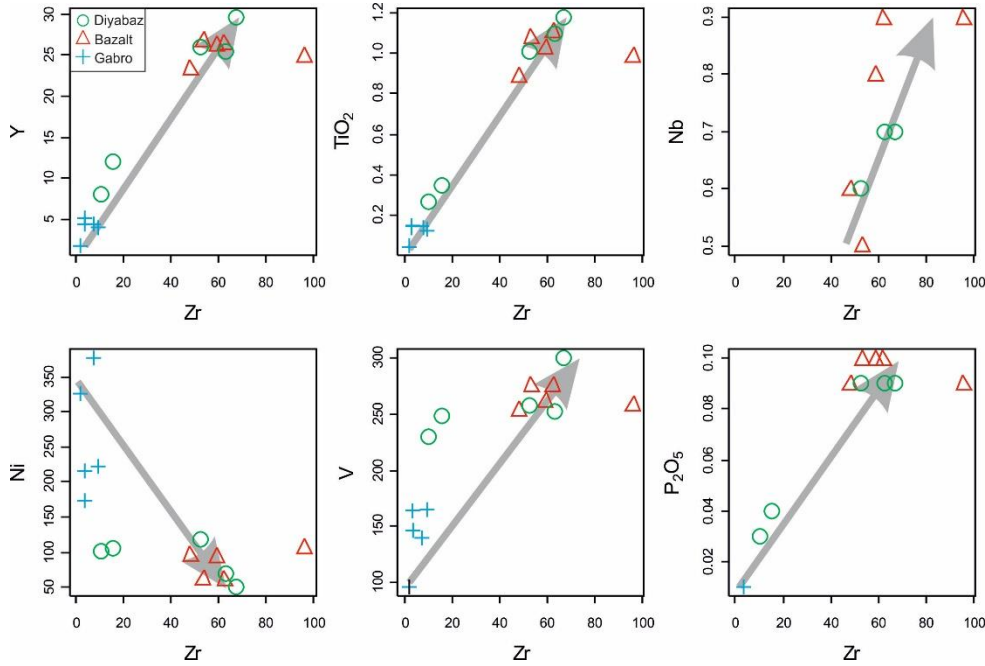 Diyabaz
Bazalt
Gabro
Y
30
25
20
15
10
5
0 20 40 60 80 100
Zr
TiO₂
1.2
1.0
0.8
0.6
0.4
0.2
0 20 40 60 80 100
Zr
Nb
0.9
0.8
0.7
0.6
0.5
0 20 40 60 80 100
Zr
Ni
350
300
250
200
150
100
50
0 20 40 60 80 100
Zr
V
300
250
200
150
100
0 20 40 60 80 100
Zr
P₂O₅
0.10
0.08
0.06
0.04
0.02
0 20 40 60 80 100
Zr